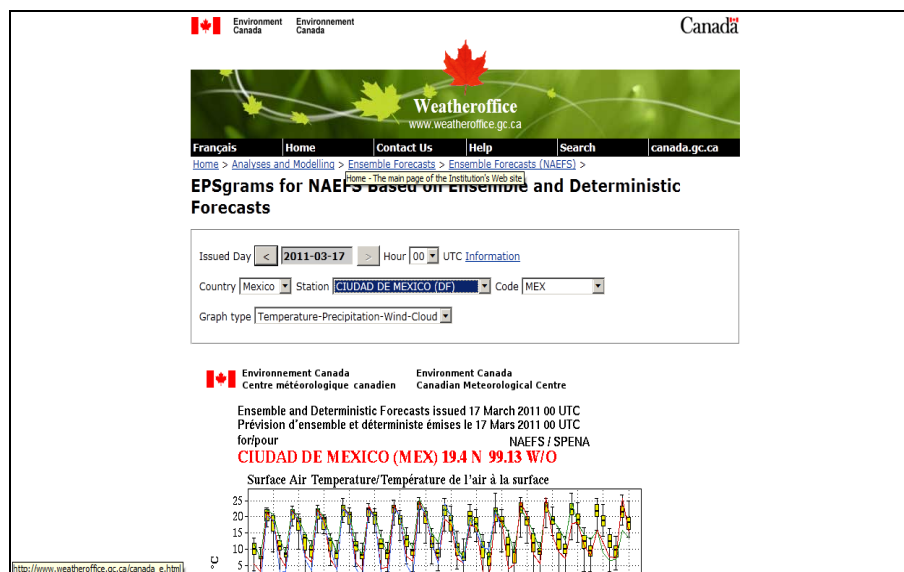 Environment Canada
Environnement Canada
Canada
Weatheroffice
www.weatheroffice.gc.ca
Français Home Contact Us Help Search canada.gc.ca
Home > Analyses and Modelling > Ensemble Forecasts > Ensemble Forecasts (NAEFS) >
Home - The main page of the Institution's Web site
EPSgrams for NAEFS Based on Ensemble and Deterministic
Forecasts
Issued Day < 2011-03-17 > Hour 00 UTC Information
Country Mexico Station CIUDAD DE MEXICO (DF) Code MEX
Graph type Temperature-Precipitation-Wind-Cloud
Environnement Canada Environment Canada
Centre météorologique canadien Canadian Meteorological Centre
Ensemble and Deterministic Forecasts issued 17 March 2011 00 UTC
Prévision d'ensemble et déterministe émises le 17 Mars 2011 00 UTC
for/pour NAEFS / SPENA
CIUDAD DE MEXICO (MEX) 19.4 N 99.13 W/O
Surface Air Temperature/Température de l'air à la surface
25
20
15
10
5
°C
http://www.weatheroffice.gc.ca/canada_e.html